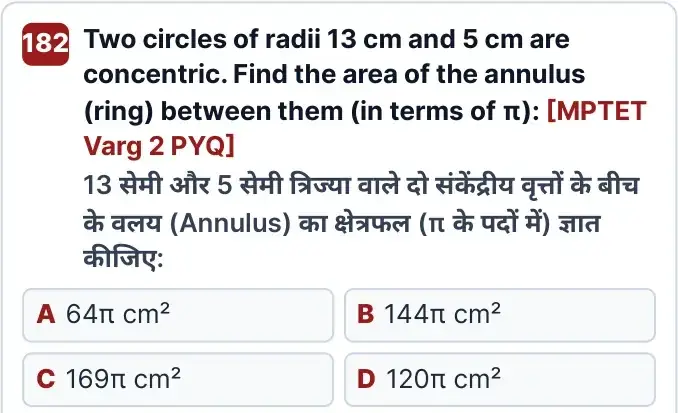 182 Two circles of radii 13 cm and 5 cm are
concentric. Find the area of the annulus
(ring) between them (in terms of π): [MPTET
Varg 2 PYQ]
13 सेमी और 5 सेमी त्रिज्या वाले दो संकेंद्रीय वृत्तों के बीच
के वलय (Annulus) का क्षेत्रफल (π के पदों में) ज्ञात
कीजिए:
A 64π cm²
B 144π cm²
C 169π cm²
D 120π cm²